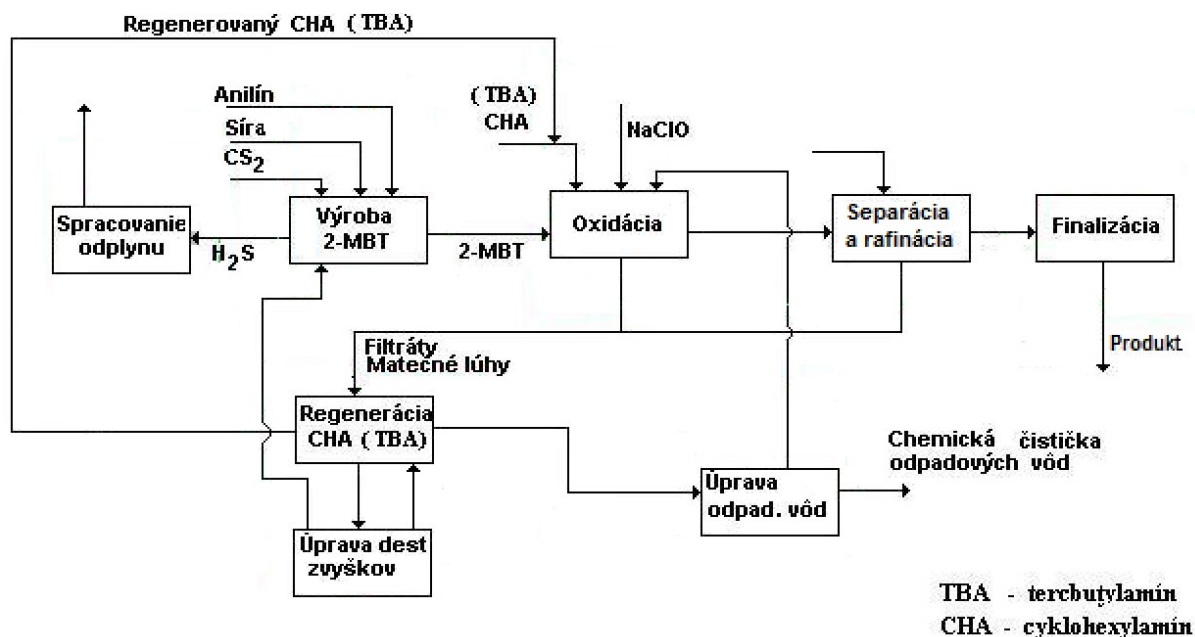 Regenerovaný CHA (TBA)
Anilín
Síra
CS2
(TBA)
CHA
NaClO
Spracovanie
odplynu
H2S
Výroba
2-MBT
2-MBT
Oxidácia
Separácia
a rafinácia
Finalizácia
Produkt
Filtráty
Matecné lúhy
Regenerácia
CHA (TBA)
Úprava dest
zvyškov
Úprava
odpad. vôd
Chemická čistička
odpadových vôd
TBA - tercbutylamín
CHA - cyklohexylamín